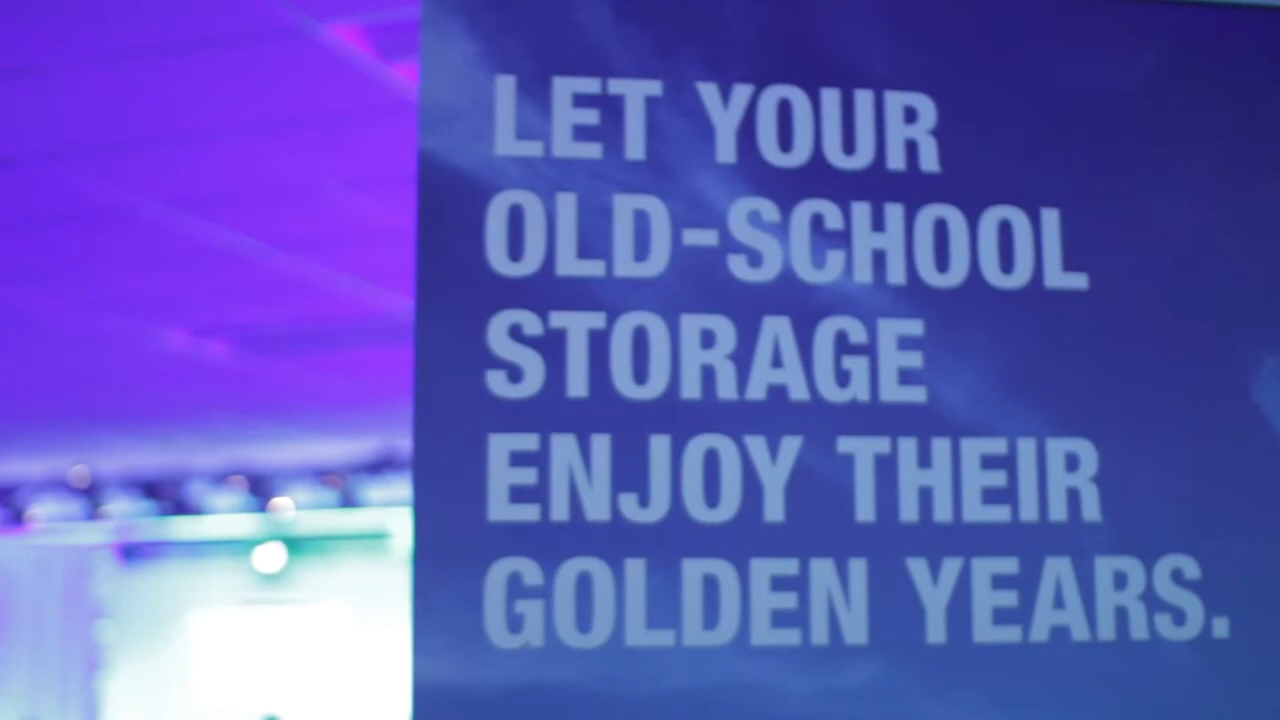 LET YOUR
OLD-SCHOOL
STORAGE
ENJOY THEIR
GOLDEN YEARS.